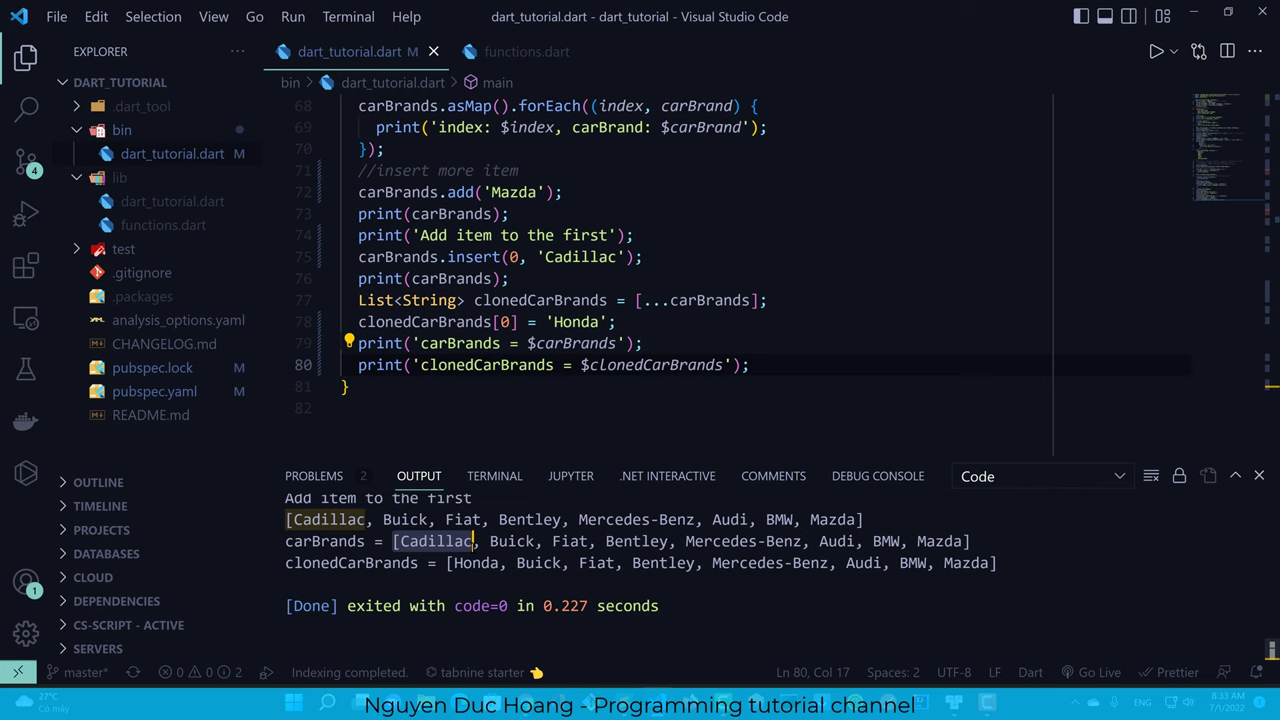 File Edit Selection View Go Run Terminal Help dart_tutorial.dart - dart_tutorial - Visual Studio Code
EXPLORER
DART_TUTORIAL
.dart_tool
bin
dart_tutorial.dart M
lib
dart_tutorial.dart
functions.dart
test
.gitignore
.packages
analysis_options.yaml
CHANGELOG.md
pubspec.lock M
pubspec.yaml M
README.md
OUTLINE
TIMELINE
PROJECTS
DATABASES
CLOUD
DEPENDENCIES
CS-SCRIPT - ACTIVE
SERVERS
4
1
dart_tutorial.dart M functions.dart
bin dart_tutorial.dart main
68 carBrands.asMap().forEach((index, carBrand) {
69 print('index: $index, carBrand: $carBrand');
70 });
71 //insert more item
72 carBrands.add('Mazda');
73 print(carBrands);
74 print('Add item to the first');
75 carBrands.insert(0, 'Cadillac');
76 print(carBrands);
77 List<String> clonedCarBrands = [...carBrands];
78 clonedCarBrands[0] = 'Honda';
79 print('carBrands = $carBrands');
80 print('clonedCarBrands = $clonedCarBrands');
81 }
82
PROBLEMS 2 OUTPUT TERMINAL JUPYTER .NET INTERACTIVE COMMENTS DEBUG CONSOLE Code
Add item to the first
[Cadillac, Buick, Fiat, Bentley, Mercedes-Benz, Audi, BMW, Mazda]
carBrands = [Cadillac, Buick, Fiat, Bentley, Mercedes-Benz, Audi, BMW, Mazda]
clonedCarBrands = [Honda, Buick, Fiat, Bentley, Mercedes-Benz, Audi, BMW, Mazda]
[Done] exited with code=0 in 0.227 seconds
master* 0 0 2 Indexing completed. tabnine starter Ln 80, Col 17 Spaces: 2 UTF-8 LF Dart Go Live Prettier
27°C
Có mây
Nguyen Duc Hoang - Programming tutorial channel
ENG
8:33 AM
7/1/2022